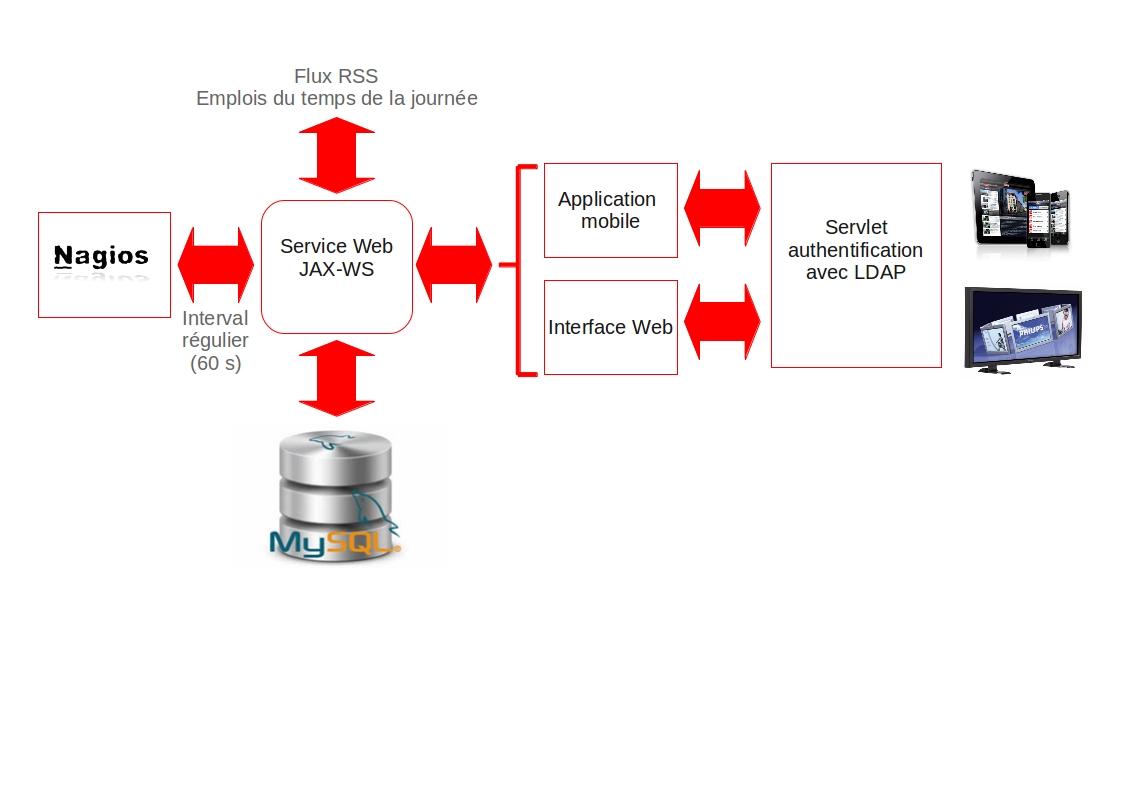 Flux RSS
Emplois du temps de la journée
Nagios
Interval
régulier
(60 s)
Service Web
JAX-WS
MySQL
Application
mobile
Interface Web
Servlet
authentification
avec LDAP
PHILIPS